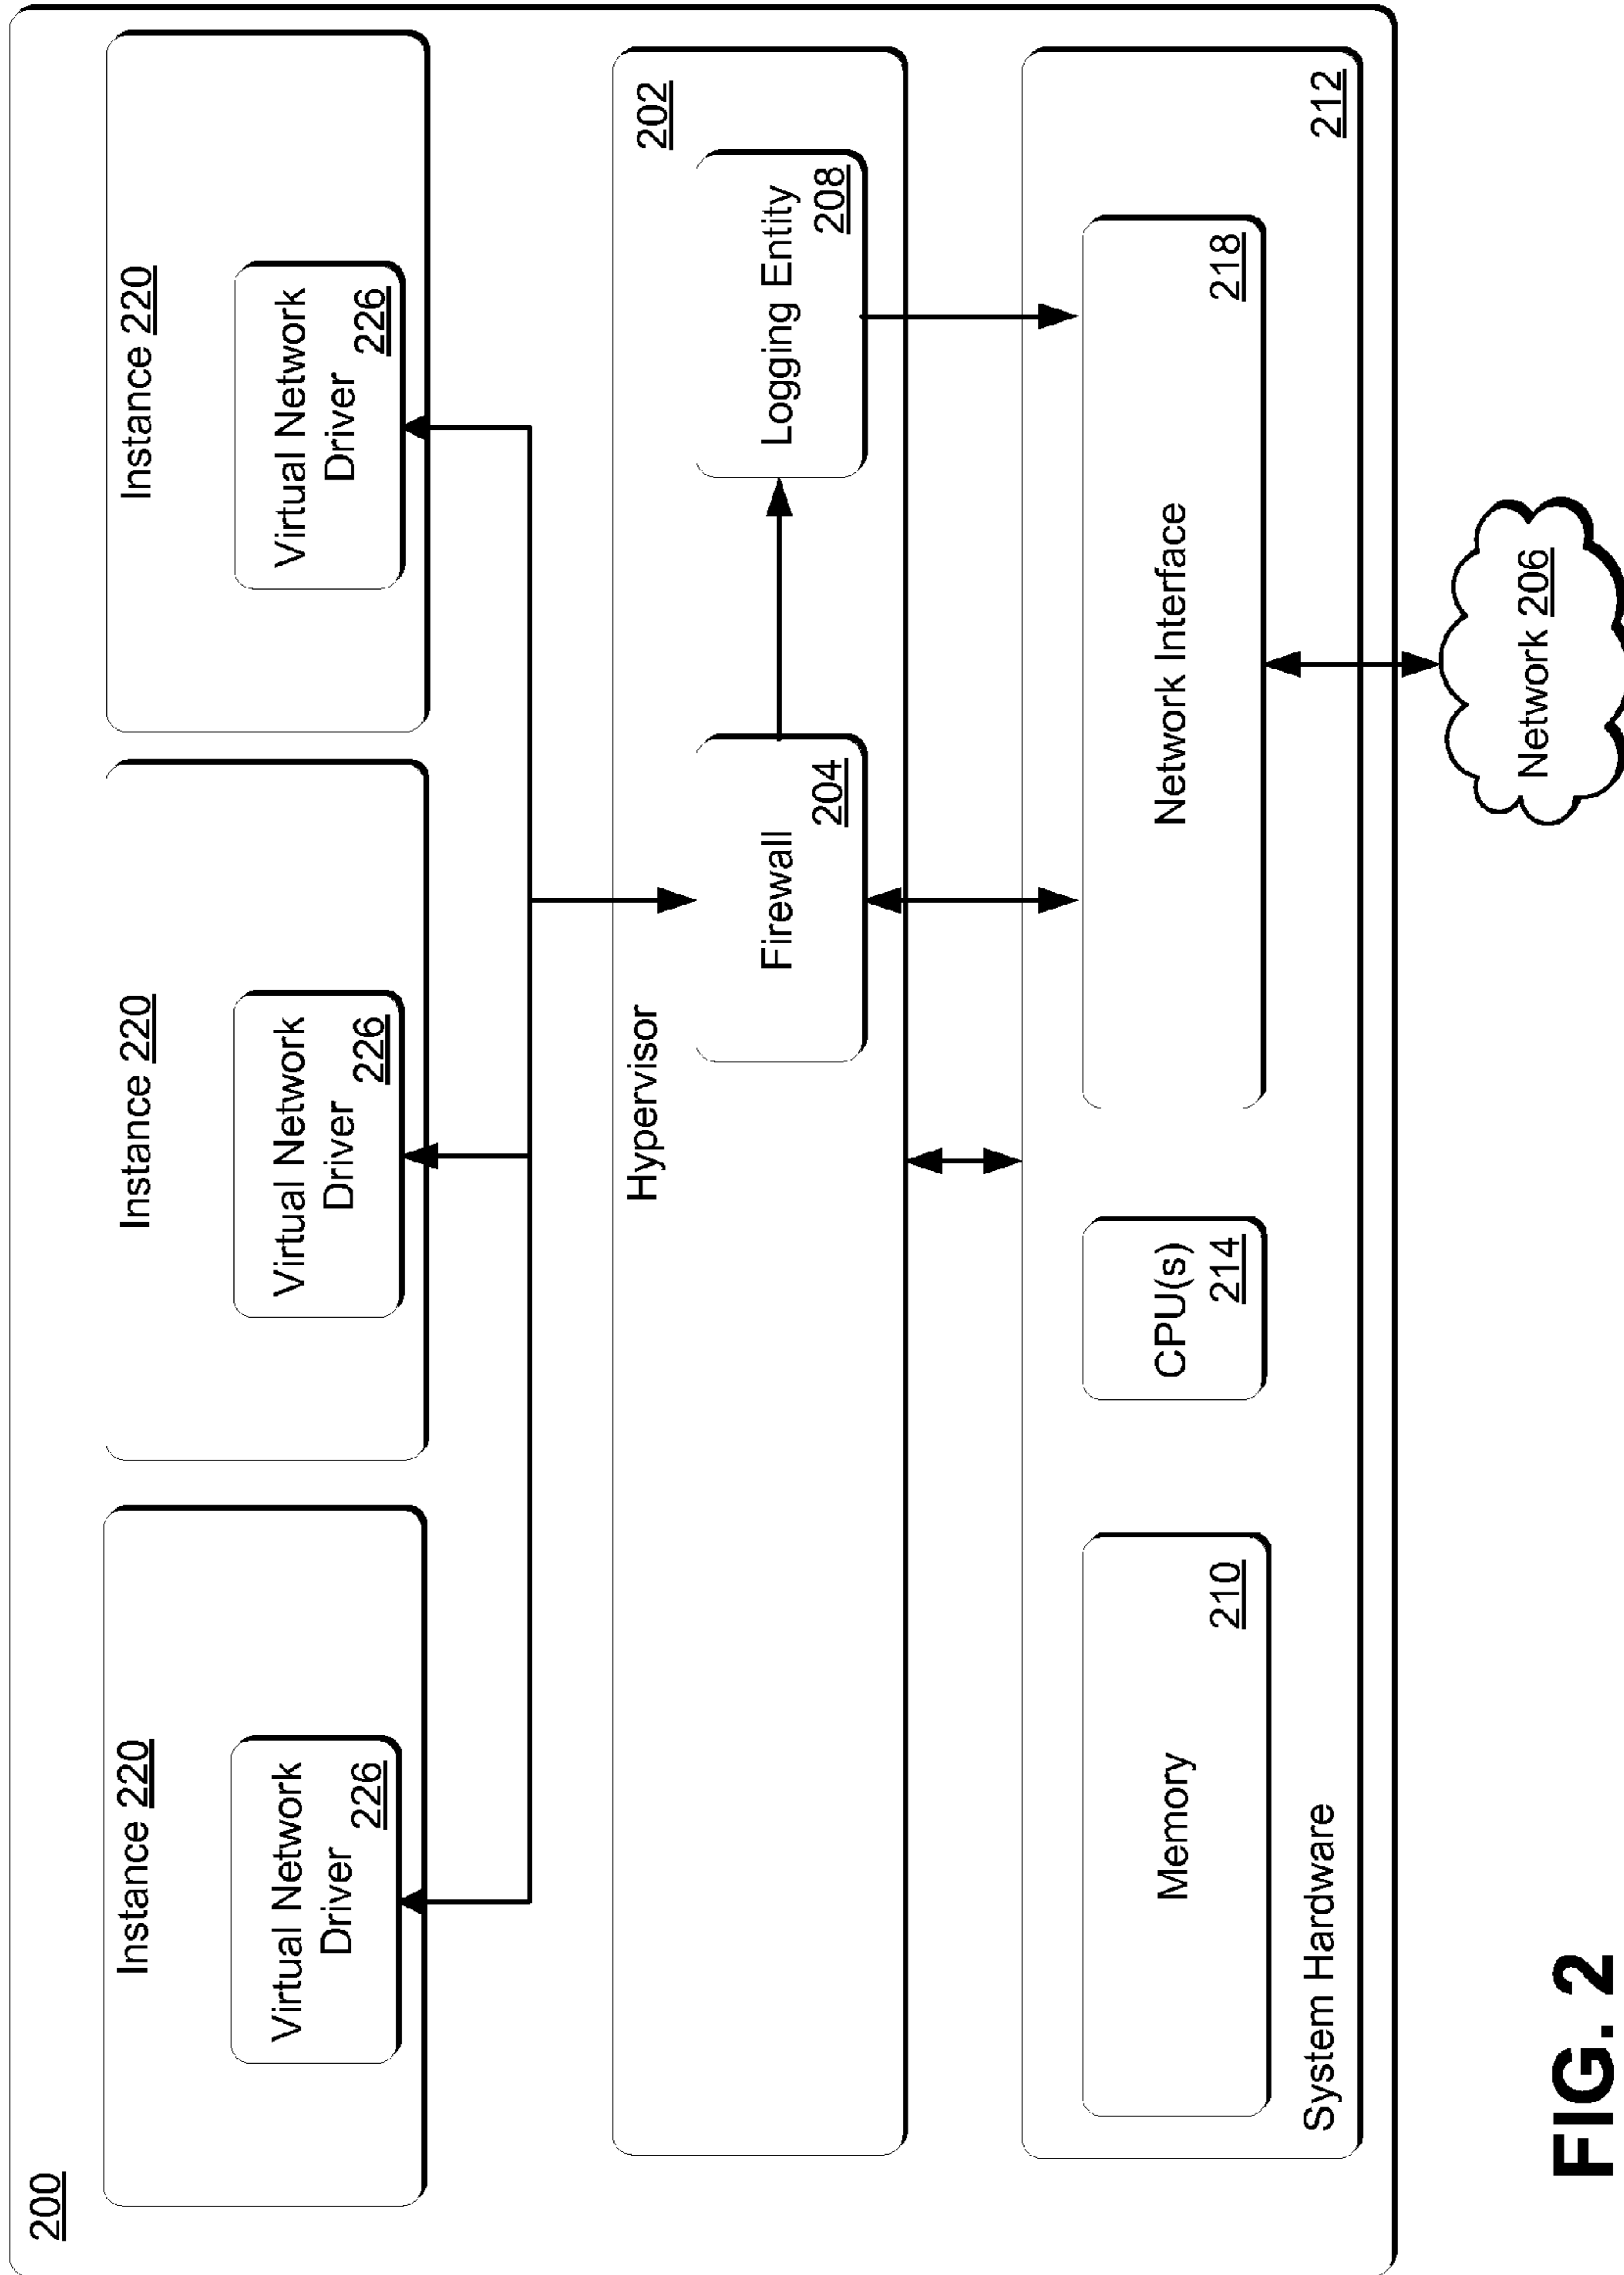 200
Instance 220
Virtual Network
Driver
226
Instance 220
Virtual Network
Driver
226
Instance 220
Virtual Network
Driver
226
Hypervisor
202
Firewall
204
Logging Entity
208
Memory
210
CPU(s)
214
Network Interface
218
System Hardware
212
Network 206
FIG. 2